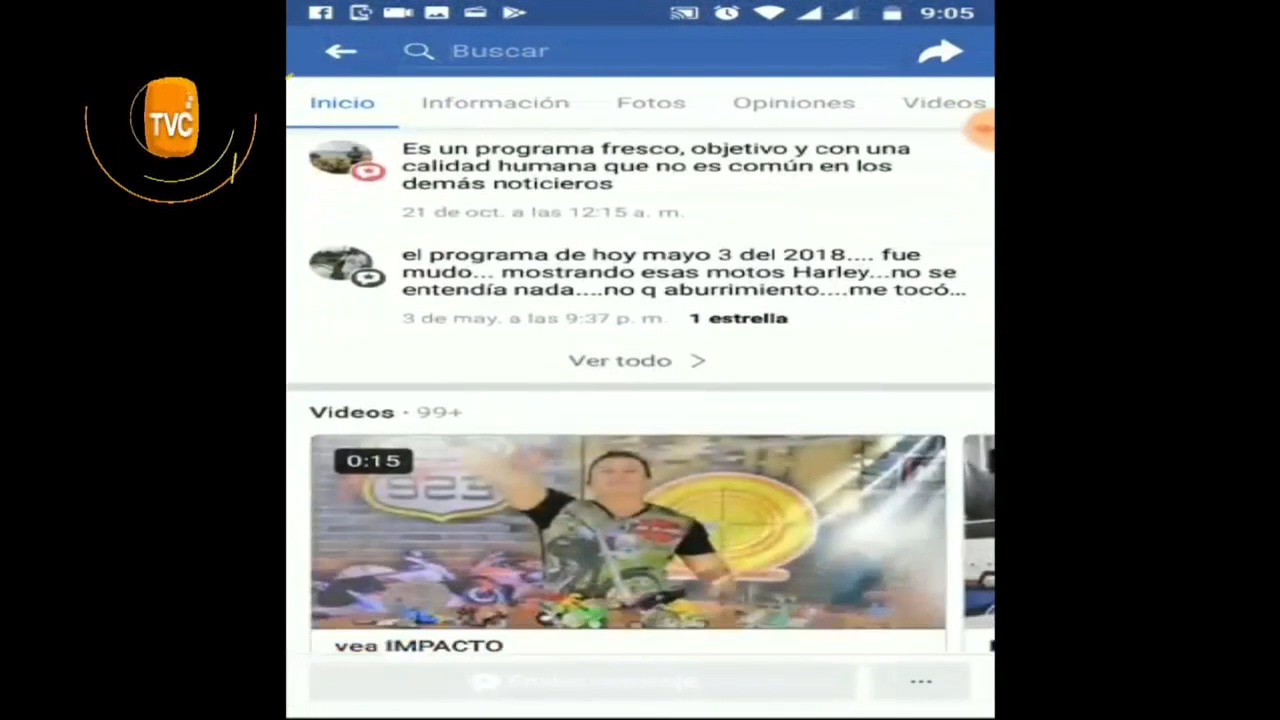 9:05
Buscar
Inicio Información Fotos Opiniones Videos
TVC
Es un programa fresco, objetivo y con una
calidad humana que no es común en los
demás noticieros
21 de oct. a las 12:15 a. m.
el programa de hoy mayo 3 del 2018.... fue
mudo... mostrando esas motos Harley...no se
entendía nada....no q aburrimiento....me tocó...
3 de may. a las 9:37 p. m. 1 estrella
Ver todo >
Videos · 99+
0:15
vea IMPACTO
...